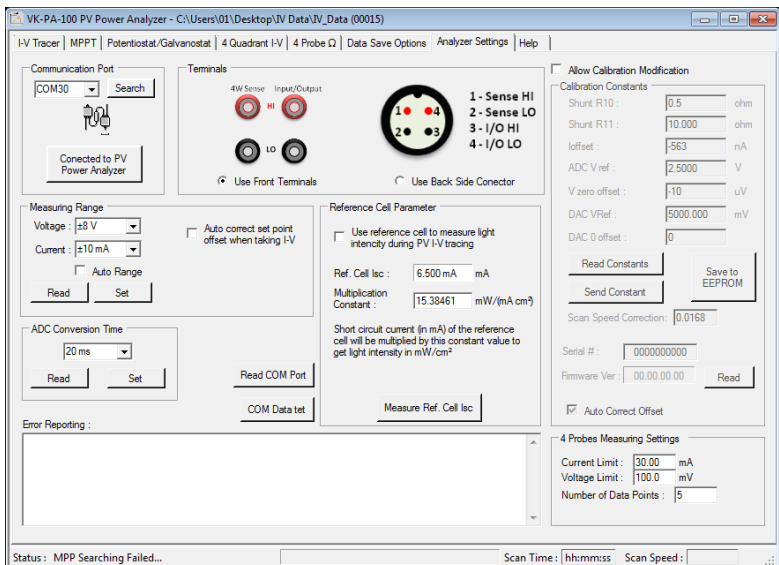 VK-PA-100 PV Power Analyzer - C:\Users\01\Desktop\IV Data\IV_Data (00015)
I-V Tracer | MPPT | Potentiostat/Galvanostat | 4 Quadrant I-V | 4 Probe Ω | Data Save Options | Analyzer Settings | Help
Communication Port
COM30
Search
Conected to PV
Power Analyzer
Terminals
4W Sense Input/Output
HI
LO
1 4
2 3
1 - Sense HI
2 - Sense LO
3 - I/O HI
4 - I/O LO
Use Front Terminals
Use Back Side Conector
Measuring Range
Voltage : ±8 V
Current : ±10 mA
Auto Range
Read
Set
Auto correct set point
offset when taking I-V
ADC Conversion Time
20 ms
Read
Set
Read COM Port
COM Data tet
Reference Cell Parameter
Use reference cell to measure light
intencity during PV I-V tracing
Ref. Cell Isc : 6.500 mA mA
Multiplication
Constant : 15.38461 mW/(mA cm²)
Short circuit current (in mA) of the reference
cell will be multiplied by this constant value to
get light intensity in mW/cm²
Measure Ref. Cell Isc
Error Reporting :
Allow Calibration Modification
Calibration Constants
Shunt R10 : 0.5 ohm
Shunt R11 : 10.000 ohm
Ioffset : -563 nA
ADC V ref : 2.5000 V
V zero offset : -10 uV
DAC VRef : 5000.000 mV
DAC 0 offset : 0
Read Constants
Send Constant
Save to
EEPROM
Scan Speed Correction: 0.0168
Serial # : 0000000000
Firmware Ver : 00.00.00.00
Read
Auto Correct Offset
4 Probes Measuring Settings
Current Limit : 30.00 mA
Voltage Limit : 100.0 mV
Number of Data Points : 5
Status : MPP Searching Failed...
Scan Time : hh:mm:ss Scan Speed :